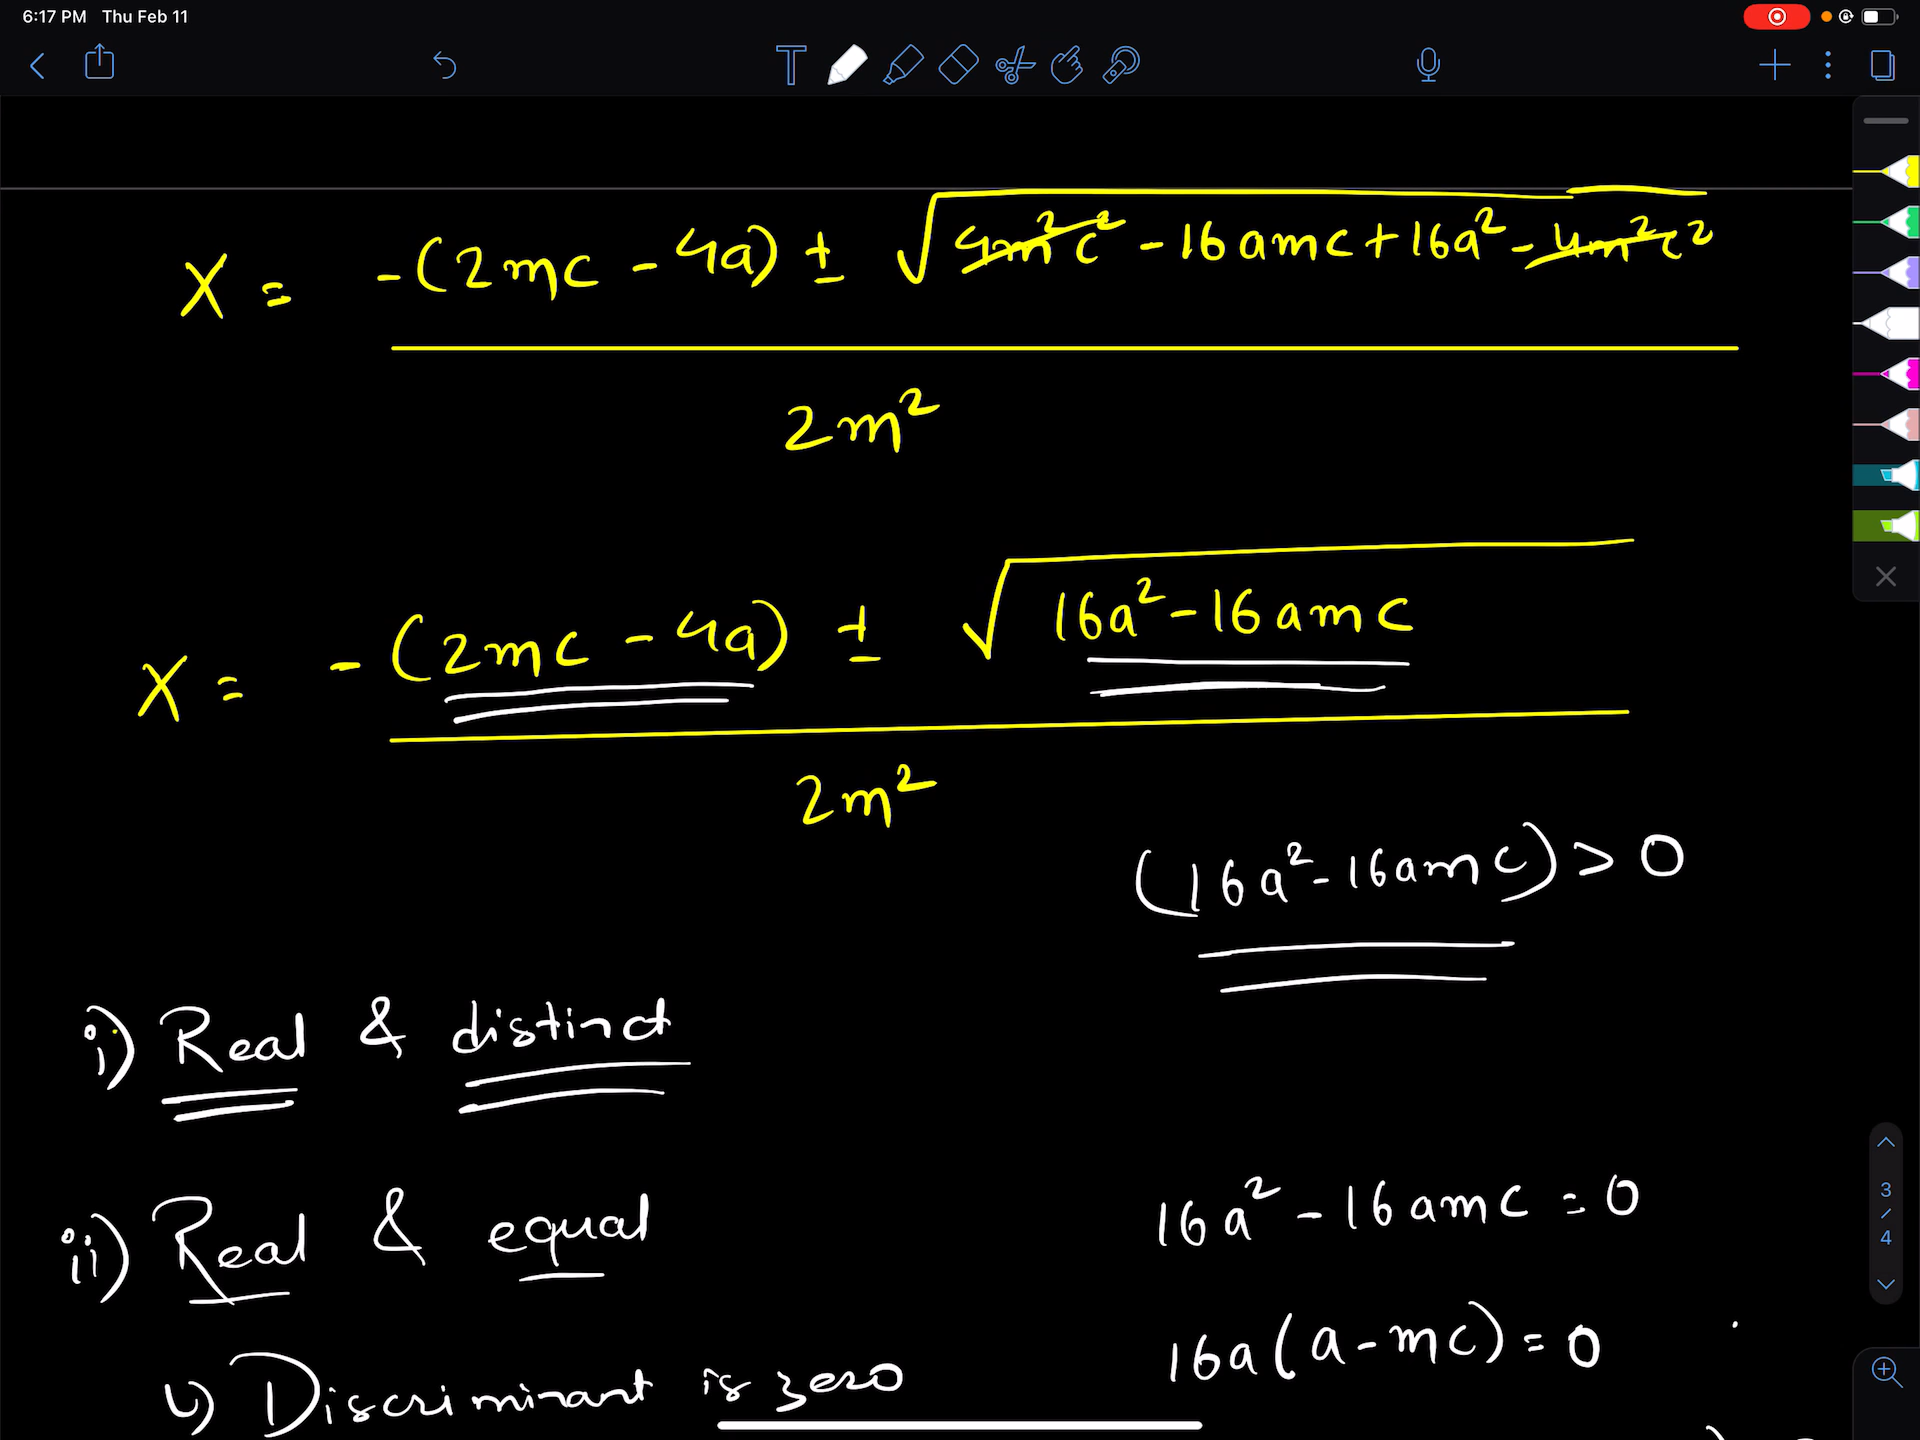 6:17 PM Thu Feb 11
X = -(2mc - 4a) ± √(4m²c² - 16amc + 16a² - 4m²c²)
2m²
X = -(2mc - 4a) ± √(16a² - 16amc)
2m²
(16a² - 16amc) > 0
i) Real & distinct
ii) Real & equal
16a² - 16amc = 0
16a(a - mc) = 0
Discriminant is zero
3
/
4